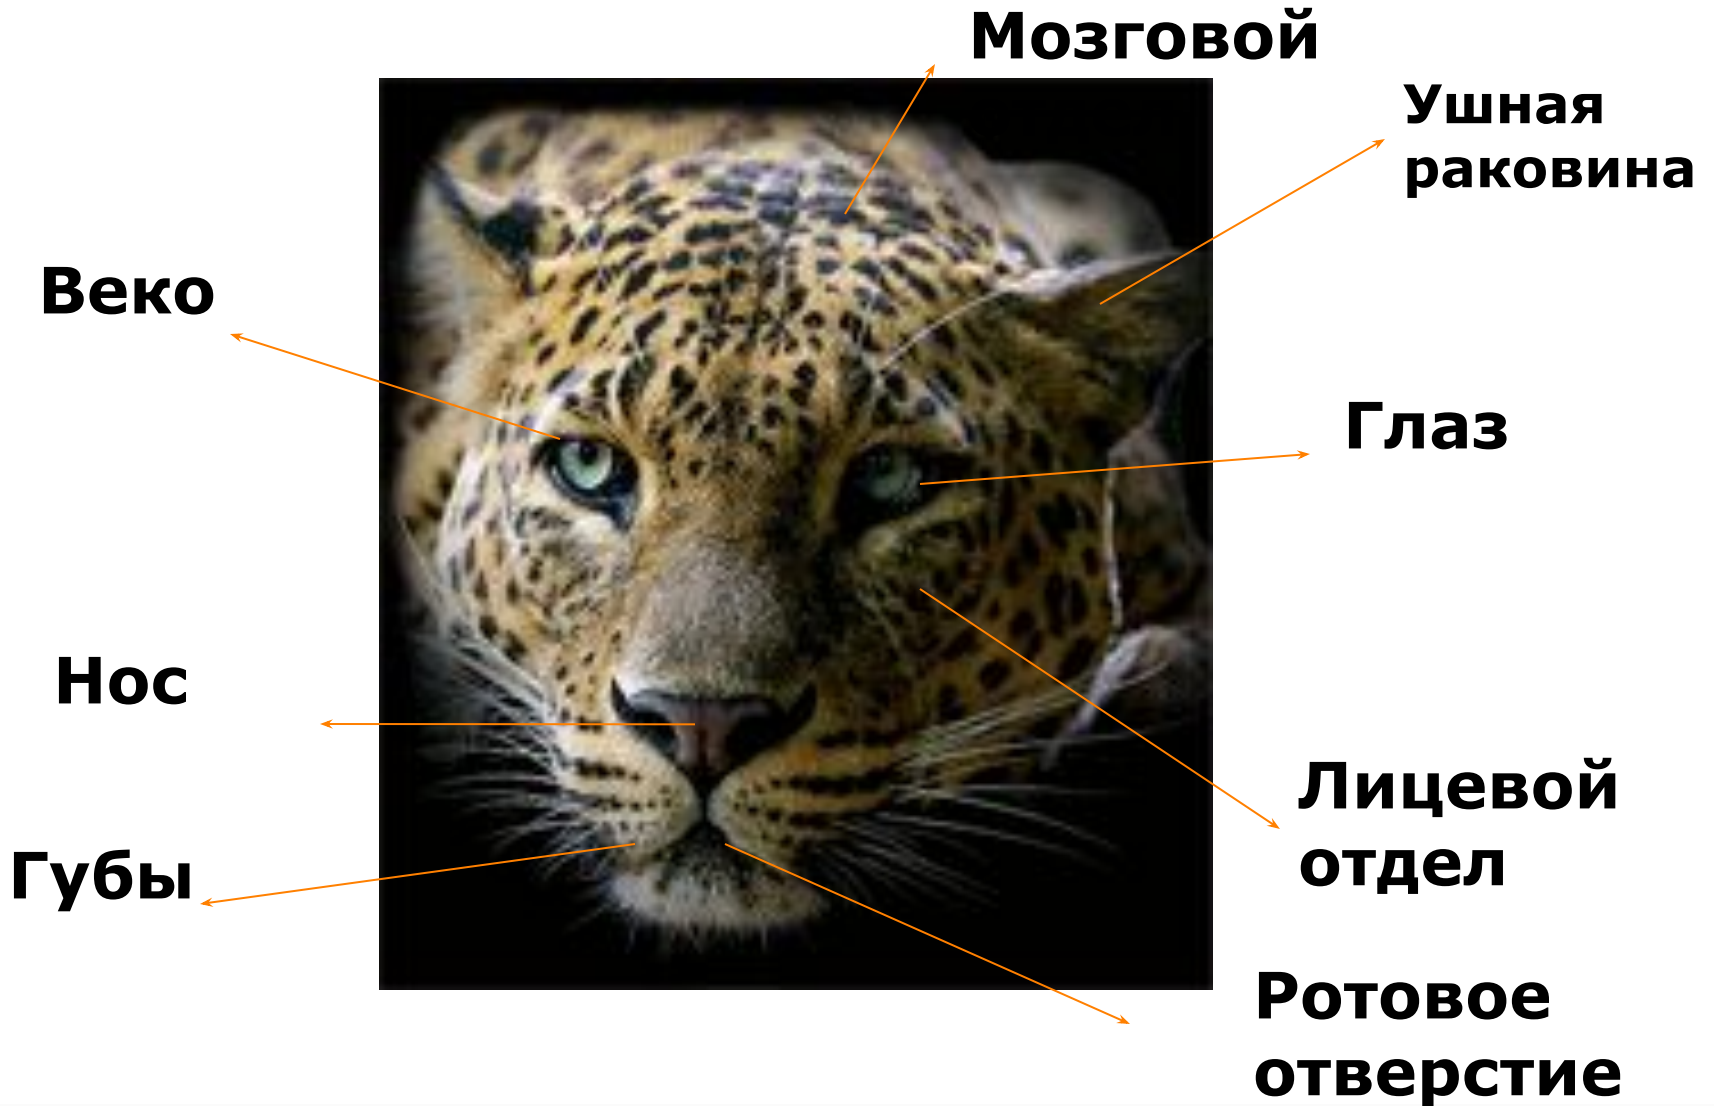 Мозговой
Ушная
раковина
Веко
Глаз
Нос
Лицевой
отдел
Губы
Ротовое
отверстие